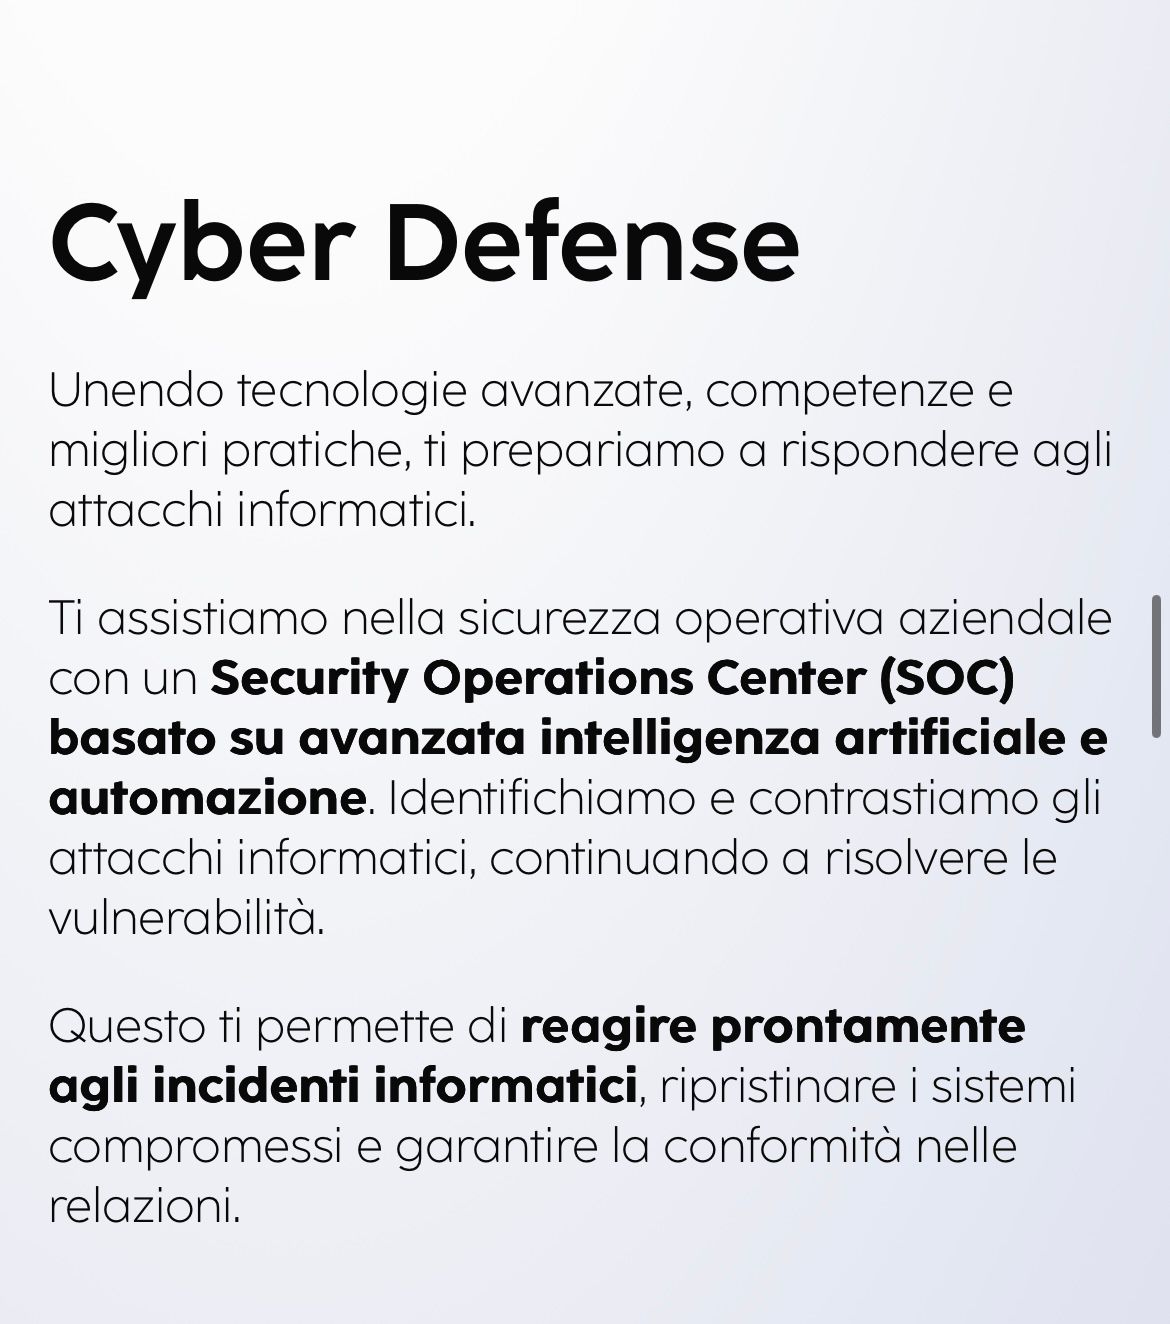 Cyber Defense
Unendo tecnologie avanzate, competenze e
migliori pratiche, ti prepariamo a rispondere agli
attacchi informatici.
Ti assistiamo nella sicurezza operativa aziendale
con un Security Operations Center (SOC)
basato su avanzata intelligenza artificiale e
automazione. Identifichiamo e contrastiamo gli
attacchi informatici, continuando a risolvere le
vulnerabilità.
Questo ti permette di reagire prontamente
agli incidenti informatici, ripristinare i sistemi
compromessi e garantire la conformità nelle
relazioni.